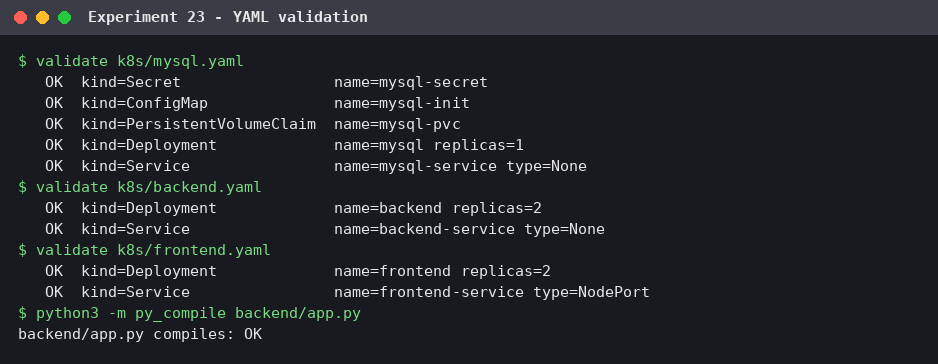 Experiment 23 - YAML validation
$ validate k8s/mysql.yaml
OK kind=Secret name=mysql-secret
OK kind=ConfigMap name=mysql-init
OK kind=PersistentVolumeClaim name=mysql-pvc
OK kind=Deployment name=mysql replicas=1
OK kind=Service name=mysql-service type=None
$ validate k8s/backend.yaml
OK kind=Deployment name=backend replicas=2
OK kind=Service name=backend-service type=None
$ validate k8s/frontend.yaml
OK kind=Deployment name=frontend replicas=2
OK kind=Service name=frontend-service type=NodePort
$ python3 -m py_compile backend/app.py
backend/app.py compiles: OK